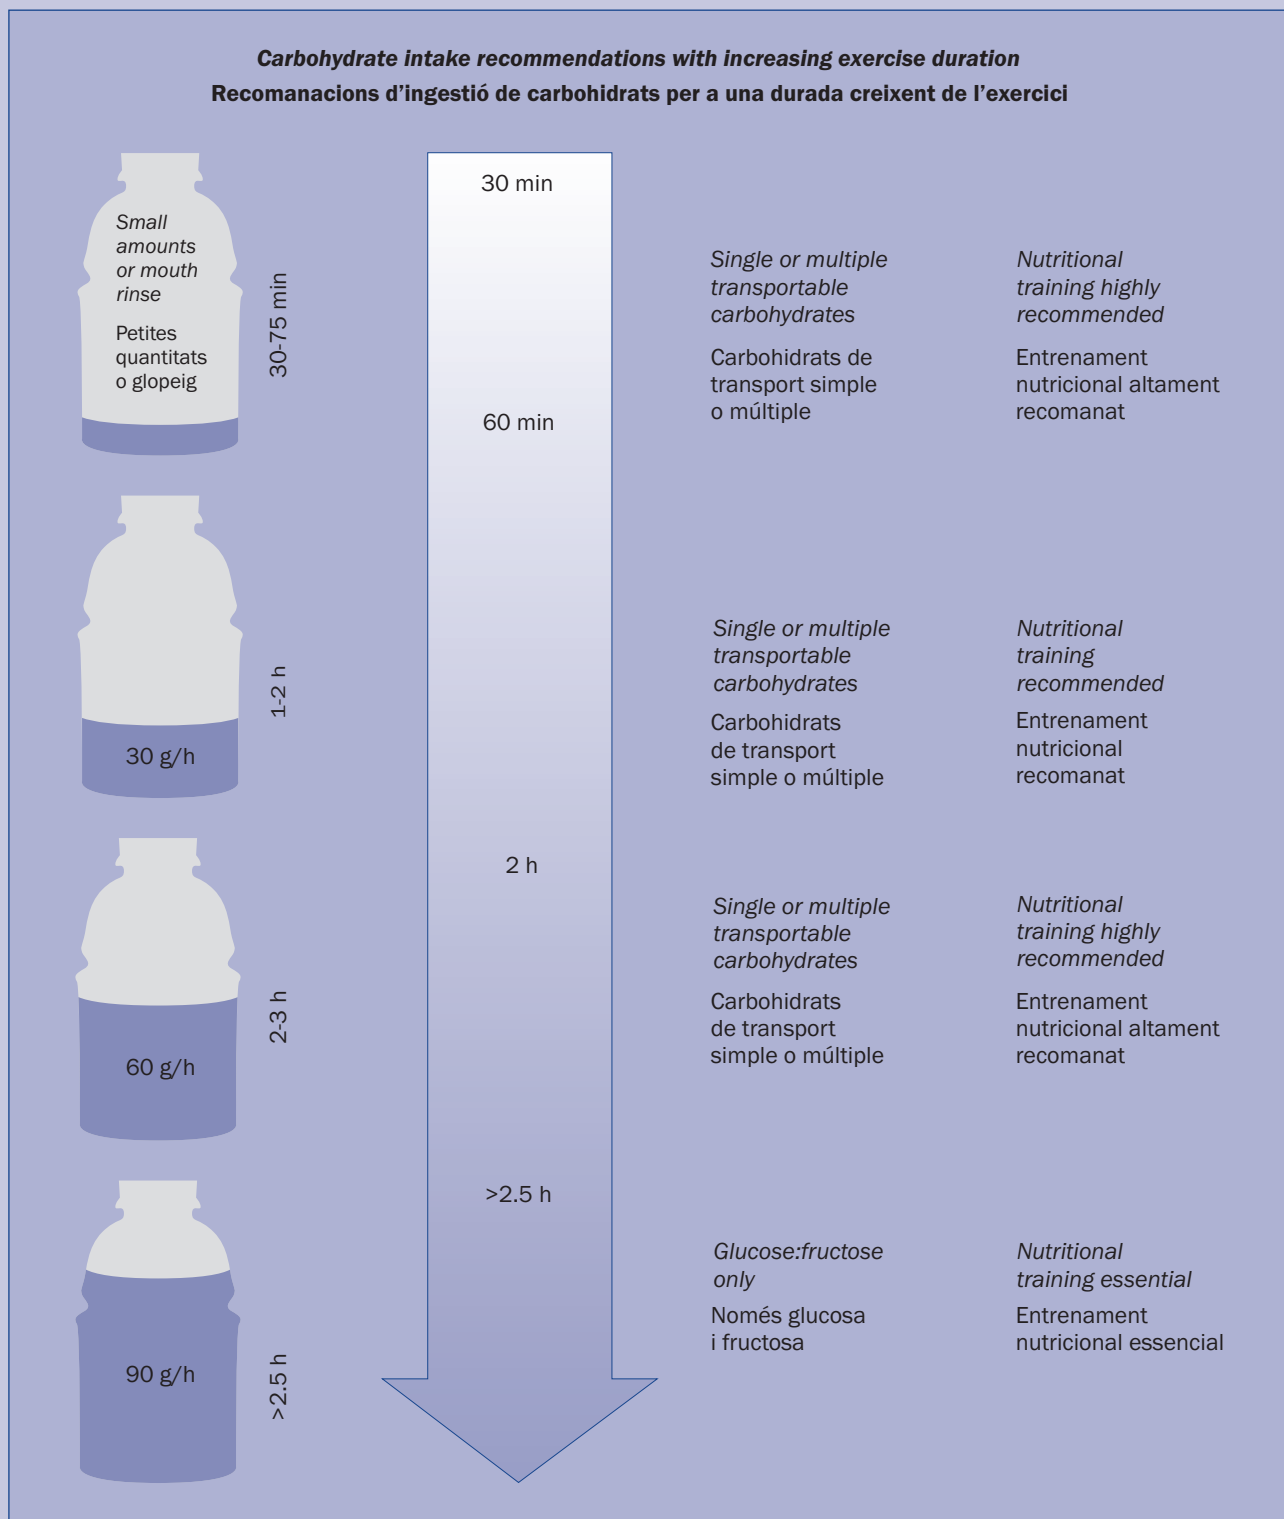 Carbohydrate intake recommendations with increasing exercise duration
Recomanacions d'ingestió de carbohidrats per a una durada creixent de l'exercici
Small
amounts
or mouth
rinse
Petites
quantitats
o glopeig
30-75 min
30 min
60 min
Single or multiple
transportable
carbohydrates
Carbohidrats de
transport simple
o múltiple
Nutritional
training highly
recommended
Entrenament
nutricional altament
recomanat
30 g/h
1-2 h
Single or multiple
transportable
carbohydrates
Carbohidrats
de transport
simple o múltiple
Nutritional
training
recommended
Entrenament
nutricional
recomanat
2 h
60 g/h
2-3 h
Single or multiple
transportable
carbohydrates
Carbohidrats
de transport
simple o múltiple
Nutritional
training highly
recommended
Entrenament
nutricional altament
recomanat
>2.5 h
90 g/h
>2.5 h
Glucose:fructose
only
Només glucosa
i fructosa
Nutritional
training essential
Entrenament
nutricional essencial